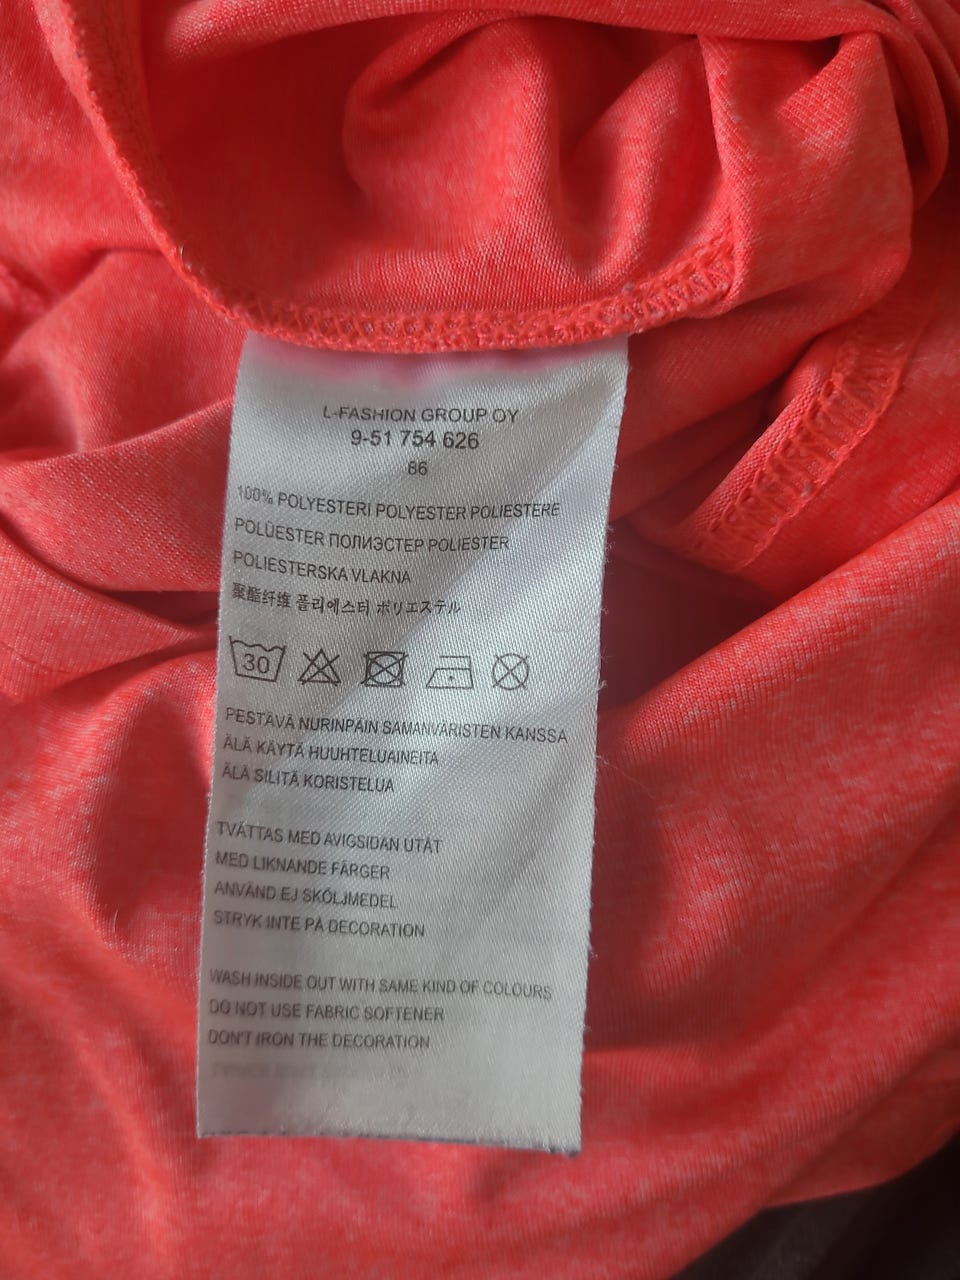 L-FASHION GROUP OY
9-51 754 626
86
100% POLYESTERI POLYESTER POLIESTERE
POLÜESTER ПОЛИЭСТЕР POLIESTER
POLIESTERSKA VLAKNA
聚酯纤维 폴리에스터 ポリエステル
30
PESTÄVÄ NURINPÄIN SAMANVÄRISTEN KANSSA
ÄLÄ KÄYTÄ HUUHTELUAINEITA
ÄLÄ SILITÄ KORISTELUA
TVÄTTAS MED AVIGSIDAN UTÅT
MED LIKNANDE FÄRGER
ANVÄND EJ SKÖLJMEDEL
STRYK INTE PÅ DECORATION
WASH INSIDE OUT WITH SAME KIND OF COLOURS
DO NOT USE FABRIC SOFTENER
DON'T IRON THE DECORATION